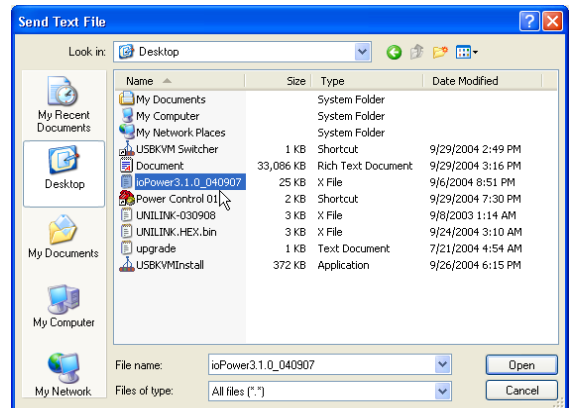 Send Text File
Look in: Desktop
Name Size Type Date Modified
My Documents System Folder
My Computer System Folder
My Network Places System Folder
USBKVM Switcher 1 KB Shortcut 9/29/2004 2:49 PM
Document 33,086 KB Rich Text Document 9/29/2004 3:16 PM
ioPower3.1.0_040907 25 KB X File 9/6/2004 8:51 PM
Power Control 01 2 KB Shortcut 9/29/2004 7:30 PM
UNILINK-030908 3 KB X File 9/8/2003 1:14 AM
UNILINK.HEX.bin 3 KB X File 9/24/2004 3:10 AM
upgrade 1 KB Text Document 7/21/2004 4:54 AM
USBKVMInstall 372 KB Application 9/26/2004 6:15 PM
My Recent
Documents
Desktop
My Documents
My Computer
My Network
File name: ioPower3.1.0_040907 Open
Files of type: All files (*.*) Cancel